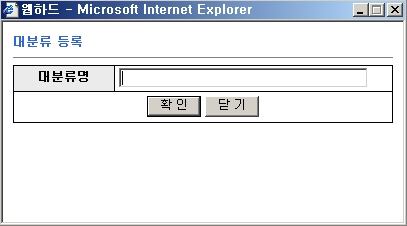 웹하드 - Microsoft Internet Explorer
대분류 등록
대분류명
확 인 닫 기